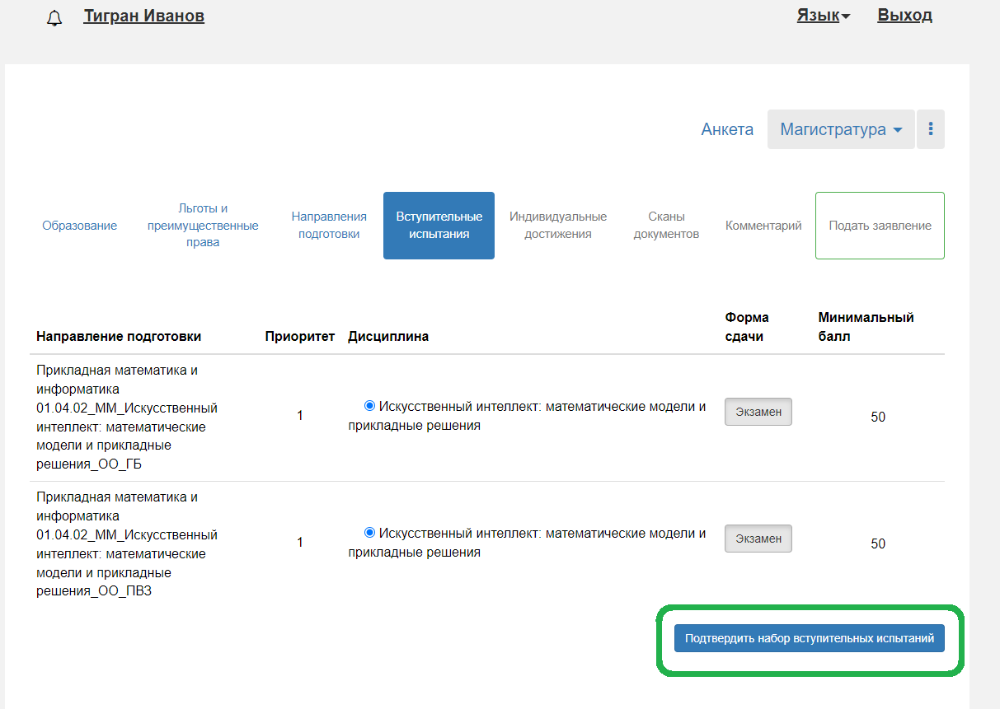 Тигран Иванов
Язык
Выход
Анкета
Магистратура
Образование
Льготы и
преимущественные
права
Направления
подготовки
Вступительные
испытания
Индивидуальные
достижения
Сканы
документов
Комментарий
Подать заявление
Направление подготовки
Приоритет
Дисциплина
Форма
сдачи
Минимальный
балл
Прикладная математика и
информатика
01.04.02_ММ_Искусственный
интеллект: математические
модели и прикладные
решения_ОО_ГБ
1
Искусственный интеллект: математические модели и
прикладные решения
Экзамен
50
Прикладная математика и
информатика
01.04.02_ММ_Искусственный
интеллект: математические
модели и прикладные
решения_ОО_ПВЗ
1
Искусственный интеллект: математические модели и
прикладные решения
Экзамен
50
Подтвердить набор вступительных испытаний